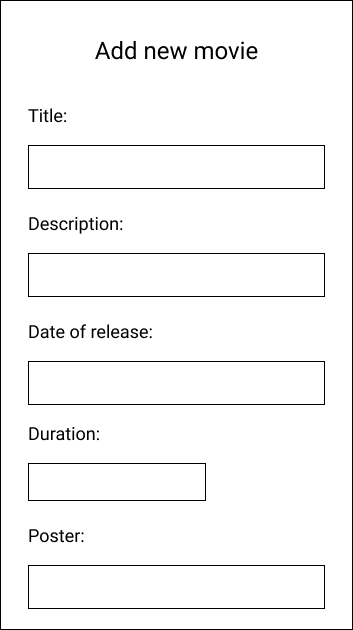 Add new movie
Title:
Description:
Date of release:
Duration:
Poster: